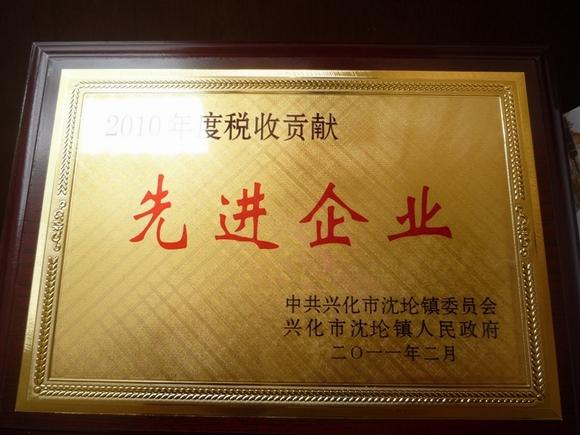 2010年度税收贡献
先进企业
中共兴化市沈坨镇委员会
兴化市沈坨镇人民政府
二〇一一年二月